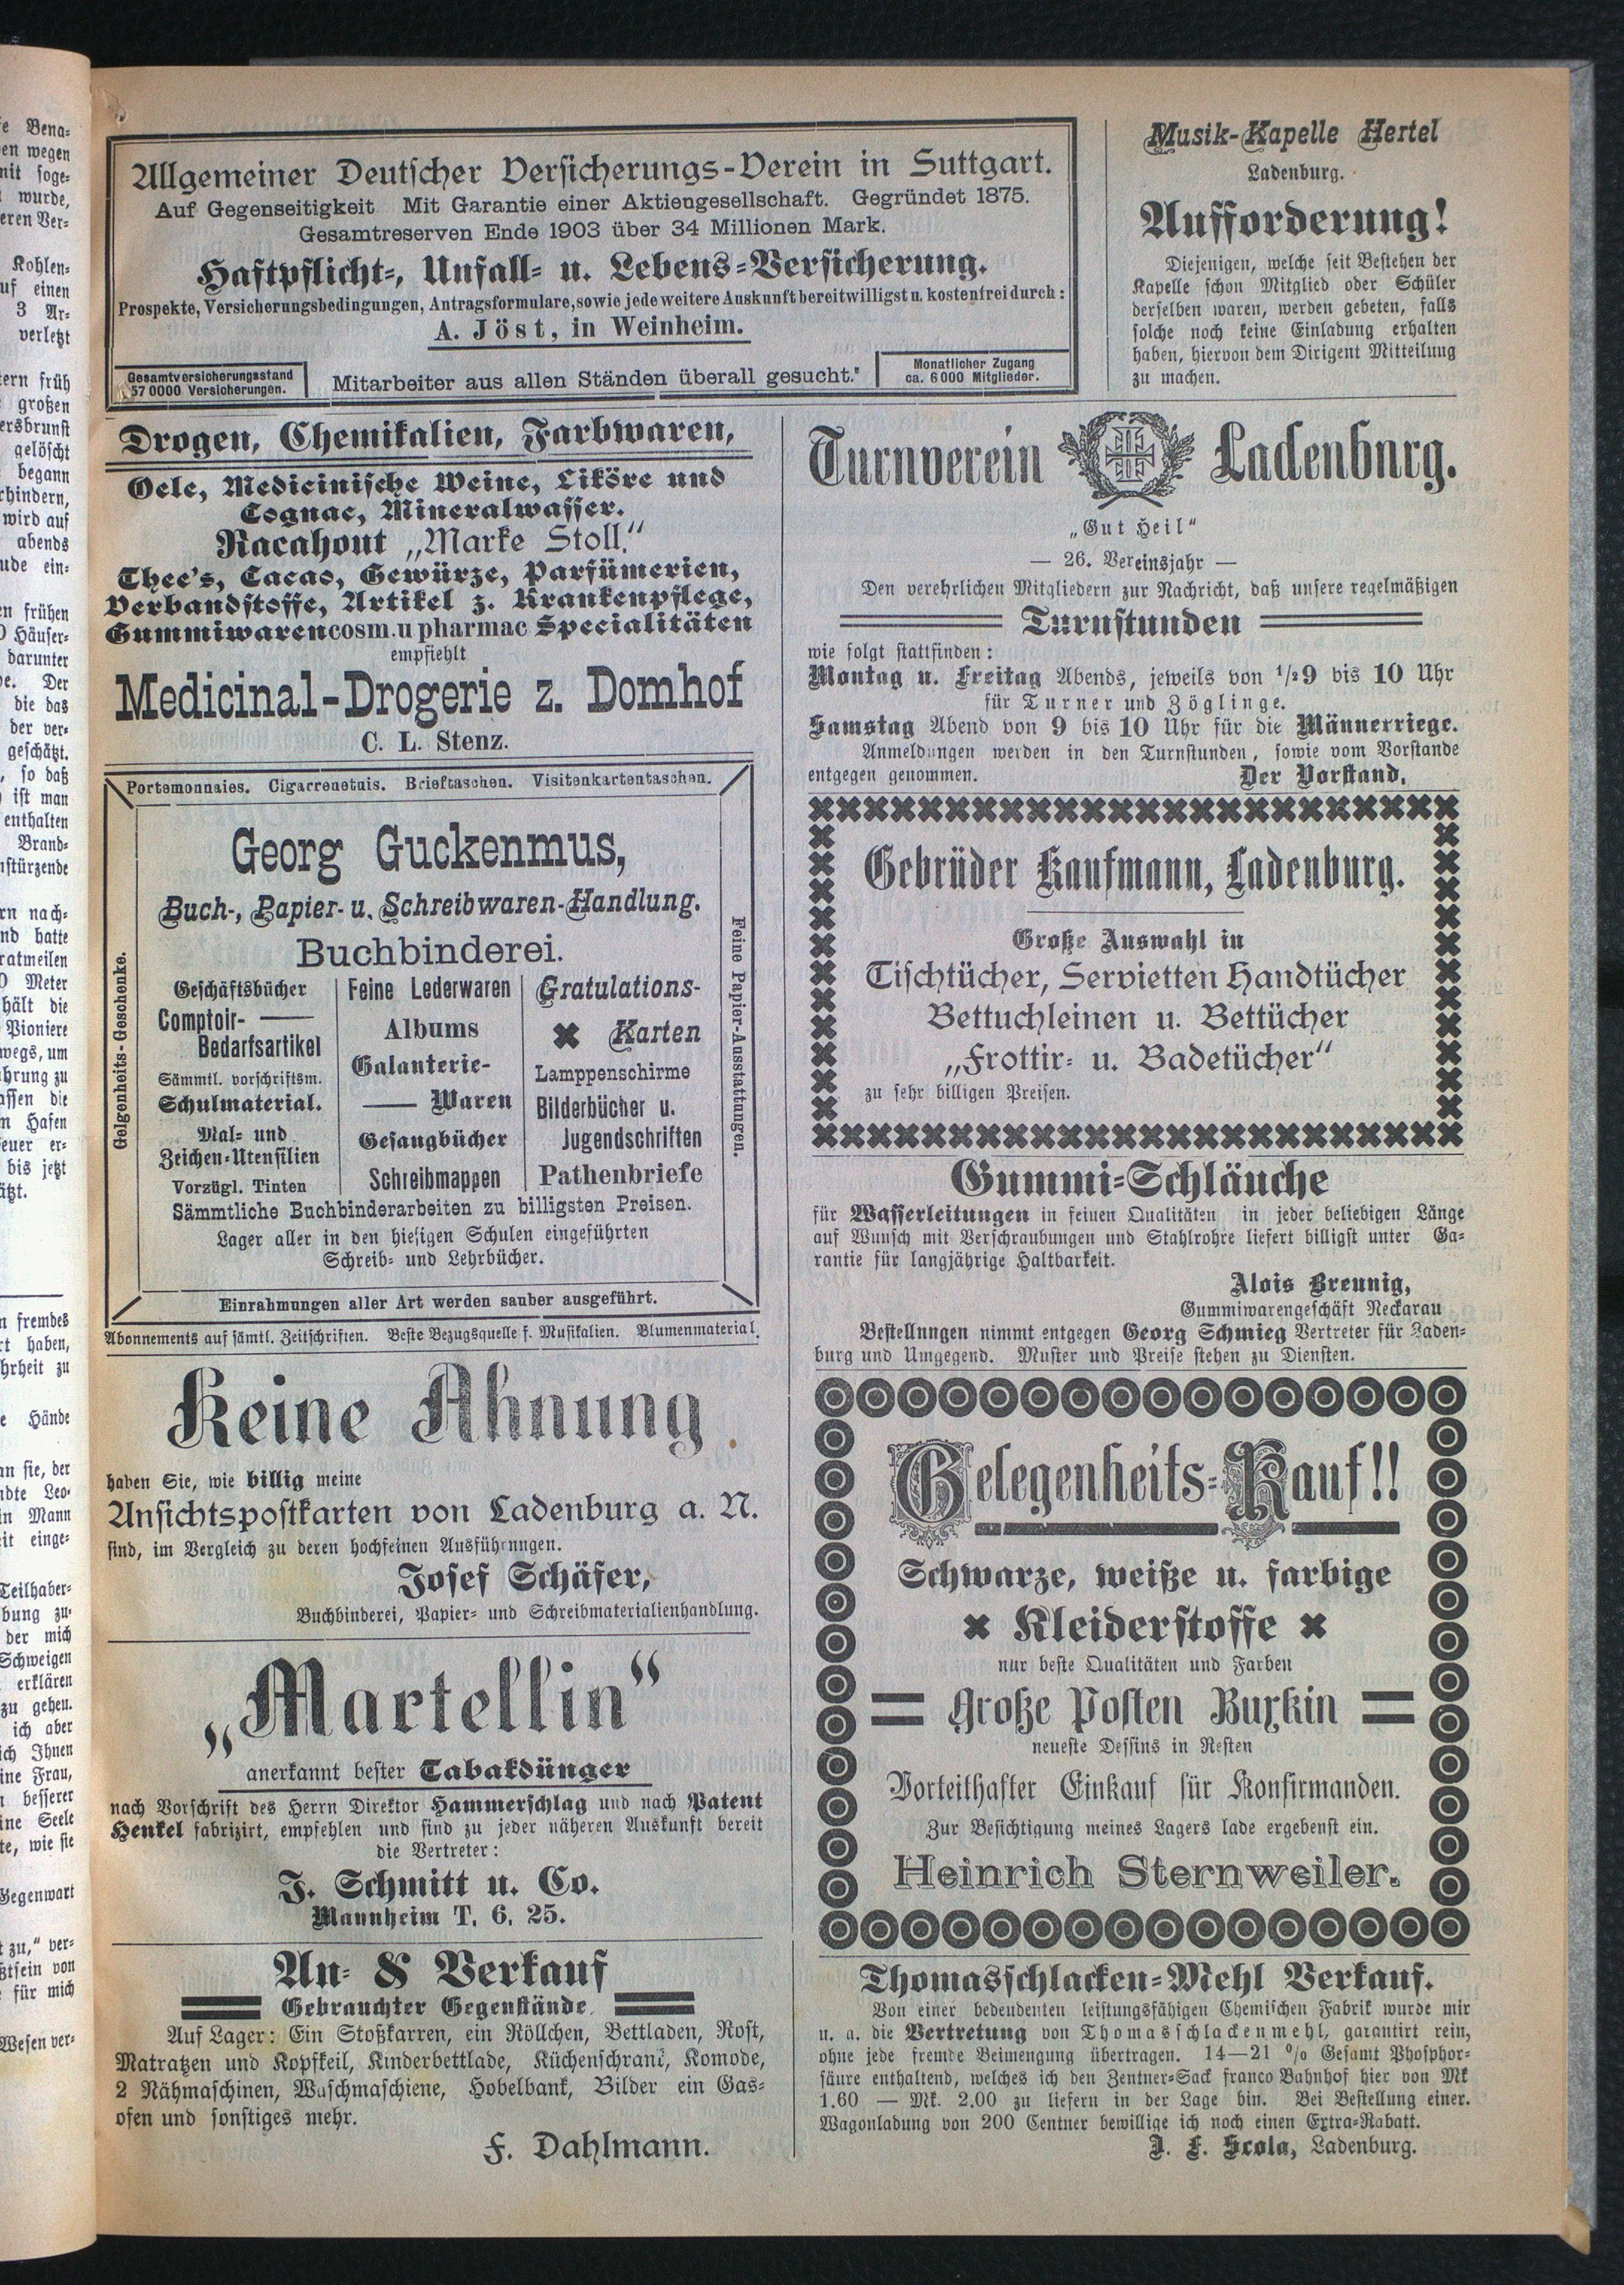 Allgemeiner Deutscher Versicherungs-Verein in Suttgart.
Auf Gegenseitigkeit Mit Garantie einer Aktiengesellschaft. Gegründet 1875.
Gesamtreserven Ende 1903 über 34 Millionen Mark.
Haftpflicht-, Unfall- u. Lebens-Versicherung.
Prospekte, Versicherungsbedingungen, Antragsformulare, sowie jede weitere Auskunft bereitwilligst u. kostenfrei durch:
A. Jöst, in Weinheim.
Gesamtversicherungsstand
570000 Versicherungen.
Mitarbeiter aus allen Ständen überall gesucht.
Monatlicher Zugang
ca. 6000 Mitglieder.
Musik-Kapelle Hertel
Ladenburg.
Aufforderung!
Diejenigen, welche seit Bestehen der
Kapelle schon Mitglied oder Schüler
derselben waren, werden gebeten, falls
solche noch keine Einladung erhalten
haben, hiervon dem Dirigent Mitteilung
zu machen.
Drogen, Chemikalien, Farbwaren,
Oele, Medicinische Weine, Liköre und
Cognac, Mineralwasser.
Racahout „Marke Stoll.“
Thee's, Cacao, Gewürze, Parfümerien,
Verbandstoffe, Artikel z. Krankenpflege,
Gummiwaren cosm. u pharmac Specialitäten
empfiehlt
Medicinal-Drogerie z. Domhof
C. L. Stenz.
Portemonnaies. Cigarrenetuis. Brieftaschen. Visitenkartentaschen.
Gelgenheits-Geschenke.
Georg Guckenmus,
Buch-, Papier- u. Schreibwaren-Handlung.
Buchbinderei.
Geschäftsbücher
Comptoir-
Bedarfsartikel
Sämmtl. vorschriftsm.
Schulmaterial.
Mal- und
Zeichen-Utensilien
Vorzügl. Tinten
Feine Lederwaren
Albums
Galanterie-
Waren
Gesangbücher
Schreibmappen
Gratulations-
Karten
Lamppenschirme
Bilderbücher u.
Jugendschriften
Pathenbriefe
Feine Papier-Ausstattungen.
Sämmtliche Buchbinderarbeiten zu billigsten Preisen.
Lager aller in den hiesigen Schulen eingeführten
Schreib- und Lehrbücher.
Einrahmungen aller Art werden sauber ausgeführt.
Abonnements auf sämtl. Zeitschriften. Beste Bezugsquelle f. Musikalien. Blumenmaterial.
Keine Ahnung
haben Sie, wie billig meine
Ansichtspostkarten von Ladenburg a. N.
sind, im Vergleich zu deren hochfeinen Ausführnngen.
Josef Schäfer,
Buchbinderei, Papier- und Schreibmaterialienhandlung.
„Martellin“
anerkannt bester Tabakdünger
nach Vorschrift des Herrn Direktor Hammerschlag und nach Patent
Henkel fabrizirt, empfehlen und sind zu jeder näheren Auskunft bereit
die Vertreter:
J. Schmitt u. Co.
Mannheim T. 6. 25.
An- & Verkauf
Gebrauchter Gegenstände.
Auf Lager: Ein Stoßkarren, ein Röllchen, Bettladen, Rost,
Matratzen und Kopfkeil, Kinderbettlade, Küchenschrank, Komode,
2 Nähmaschinen, Waschmaschiene, Hobelbank, Bilder ein Gas-
ofen und sonstiges mehr.
F. Dahlmann.
Turnverein Ladenbnrg.
„Gut Heil“
— 26. Vereinsjahr —
Den verehrlichen Mitgliedern zur Nachricht, daß unsere regelmäßigen
Turnstunden
wie folgt stattfinden:
Montag u. Freitag Abends, jeweils von 1/29 bis 10 Uhr
für Turner und Zöglinge.
Samstag Abend von 9 bis 10 Uhr für die Männerriege.
Anmeldungen werden in den Turnstunden, sowie vom Vorstande
entgegen genommen.
Der Vorstand.
Gebrüder Kaufmann, Ladenburg.
Große Auswahl in
Tischtücher, Servietten Handtücher
Bettuchleinen u. Bettücher
„Frottir- u. Badetücher“
zu sehr billigen Preisen.
Gummi-Schläuche
für Wasserleitungen in feinen Qualitäten in jeder beliebigen Länge
auf Wunsch mit Verschraubungen und Stahlrohre liefert billigst unter Ga-
rantie für langjährige Haltbarkeit.
Alois Breunig,
Gummiwarengeschäft Neckarau
Bestellungen nimmt entgegen Georg Schmieg Vertreter für Laden-
burg und Umgegend. Muster und Preise stehen zu Diensten.
Gelegenheits-Kauf!!
Schwarze, weiße u. farbige
Kleiderstoffe
nur beste Qualitäten und Farben
Große Posten Buxkin
neueste Dessins in Resten
Vorteilhafter Einkauf für Konfirmanden.
Zur Besichtigung meines Lagers lade ergebenst ein.
Heinrich Sternweiler.
Thomasschlacken-Mehl Verkauf.
Von einer bedeudenten leistungsfähigen Chemischen Fabrik wurde mir
u. a. die Vertretung von Thomasschlackenmehl, garantirt rein,
ohne jede fremde Beimengung übertragen. 14—21 % Gesamt Phosphor-
säure enthaltend, welches ich den Zentner-Sack franco Bahnhof hier von Mk
1.60 — Mk. 2.00 zu liefern in der Lage bin. Bei Bestellung einer.
Wagonladung von 200 Centner bewillige ich noch einen Extra-Rabatt.
J. F. Scola, Ladenburg.